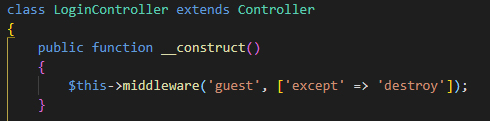 class LoginController extends Controller
{
    public function __construct()
    {
        $this->middleware('guest', ['except' => 'destroy']);
    }